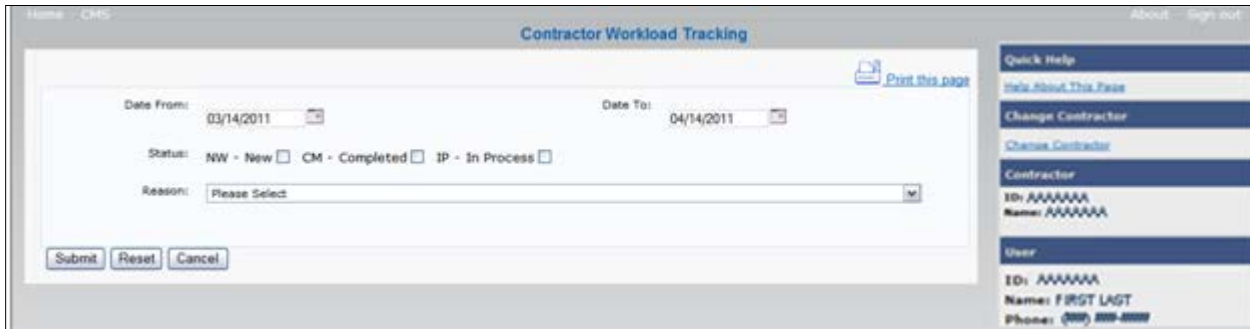 Home CMS About Sign out
Contractor Workload Tracking
Print this page
Date From: 03/14/2011 Date To: 04/14/2011
Status: NW - New CM - Completed IP - In Process
Reason: Please Select
Submit Reset Cancel
Quick Help
Help About This Page
Change Contractor
Change Contractor
Contractor
ID: AAAAAAA
Name: AAAAAAA
User
ID: AAAAAAA
Name: FIRST LAST
Phone: